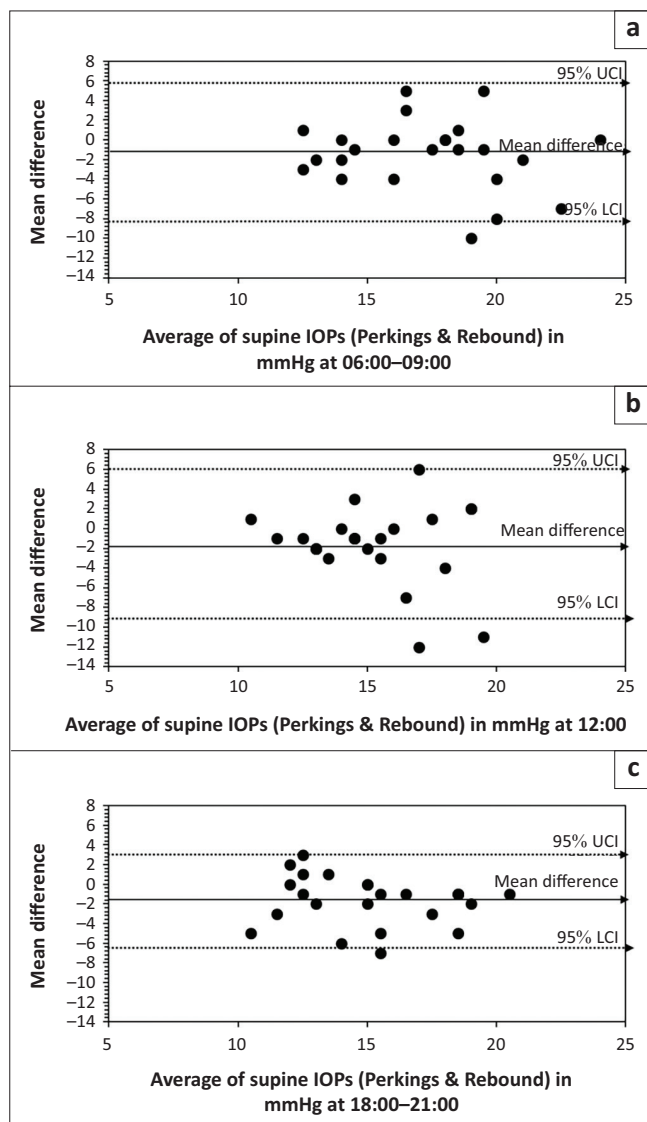 a
8
6
4
2
0
–2
–4
–6
–8
–10
–12
–14
Mean difference
95% UCI
Mean difference
95% LCI
5 10 15 20 25
Average of supine IOPs (Perkings & Rebound) in
mmHg at 06:00–09:00
b
8
6
4
2
0
–2
–4
–6
–8
–10
–12
–14
Mean difference
95% UCI
Mean difference
95% LCI
5 10 15 20 25
Average of supine IOPs (Perkings & Rebound) in mmHg at 12:00
c
8
6
4
2
0
–2
–4
–6
–8
–10
–12
–14
Mean difference
95% UCI
Mean difference
95% LCI
5 10 15 20 25
Average of supine IOPs (Perkings & Rebound) in
mmHg at 18:00–21:00